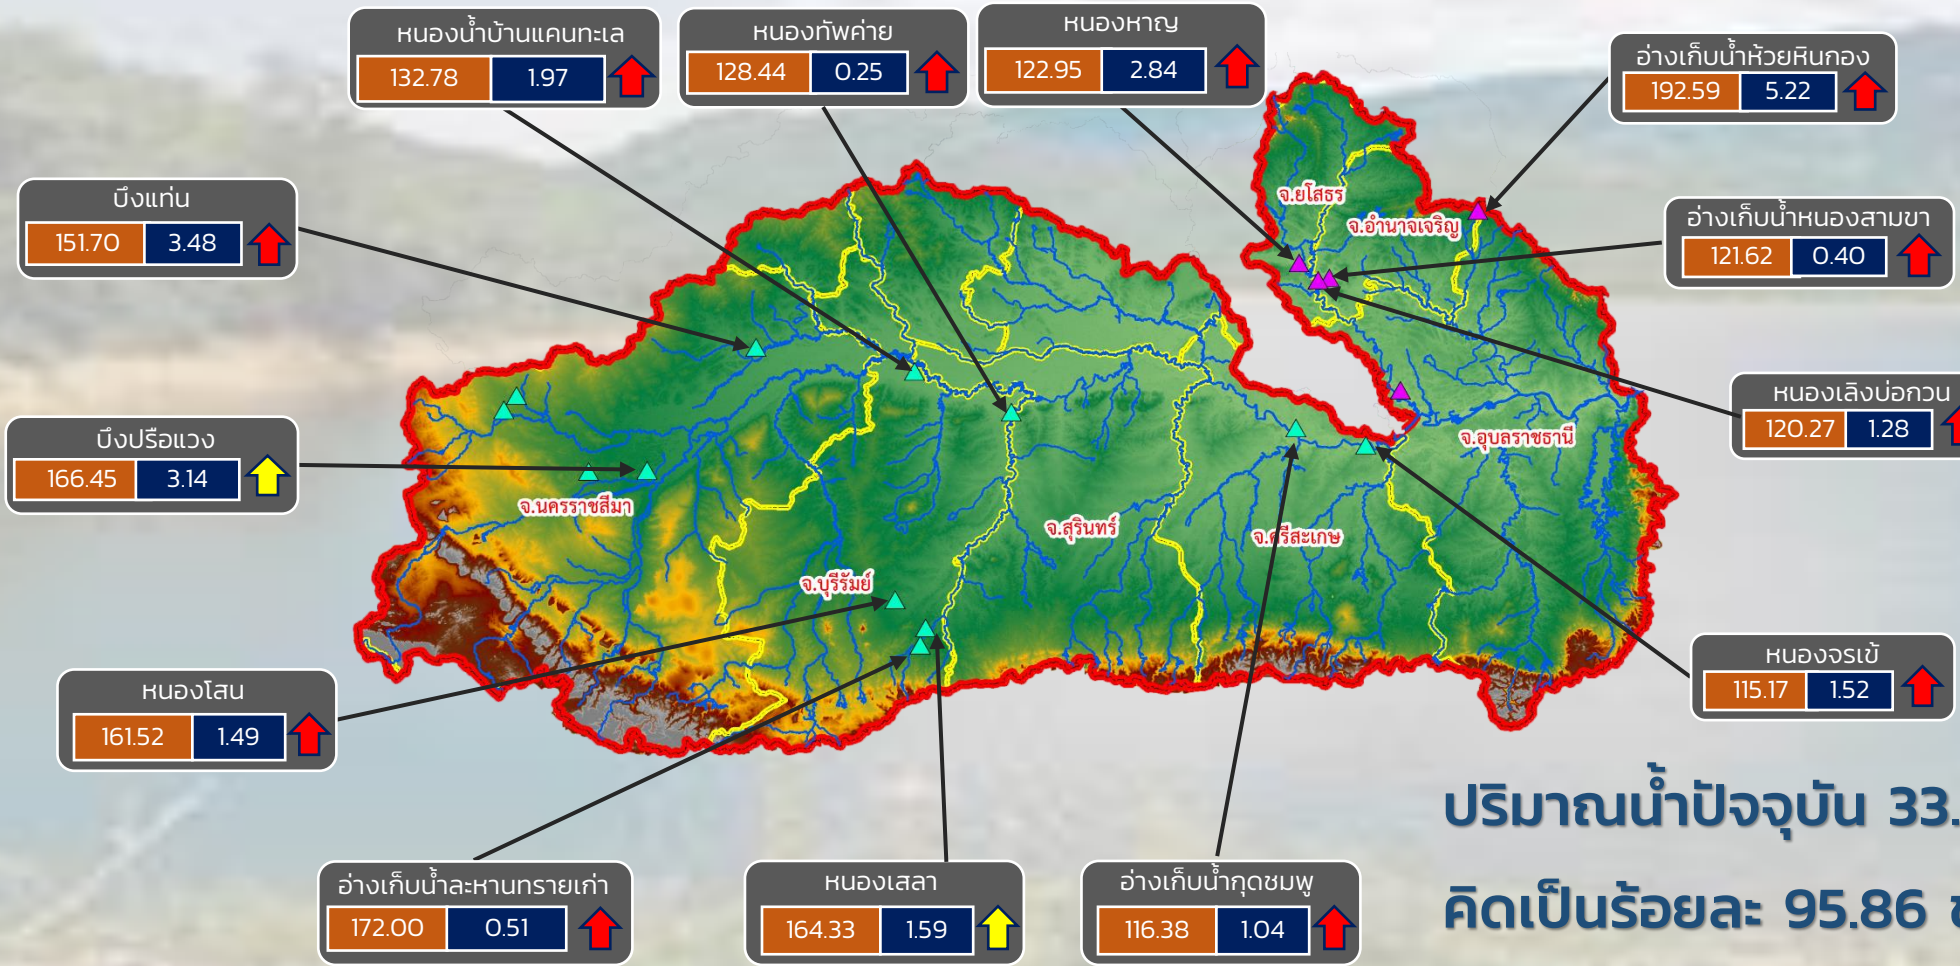 หนองน้ำบ้านแคนทะเล
132.78 1.97
หนองทัพค่าย
128.44 0.25
หนองหาญ
122.95 2.84
อ่างเก็บน้ำห้วยหินกอง
192.59 5.22
บึงแท่น
151.70 3.48
อ่างเก็บน้ำหนองสามขา
121.62 0.40
จ.ยโสธร
จ.อำนาจเจริญ
หนองเลิงบ่อกวน
120.27 1.28
บึงปรือแวง
166.45 3.14
จ.อุบลราชธานี
จ.นครราชสีมา
จ.สุรินทร์
จ.ศรีสะเกษ
จ.บุรีรัมย์
หนองจรเข้
115.17 1.52
หนองโสน
161.52 1.49
ปริมาณน้ำปัจจุบัน 33.
คิดเป็นร้อยละ 95.86
อ่างเก็บน้ำละหานทรายเก่า
172.00 0.51
หนองเสลา
164.33 1.59
อ่างเก็บน้ำกุดชมพู
116.38 1.04